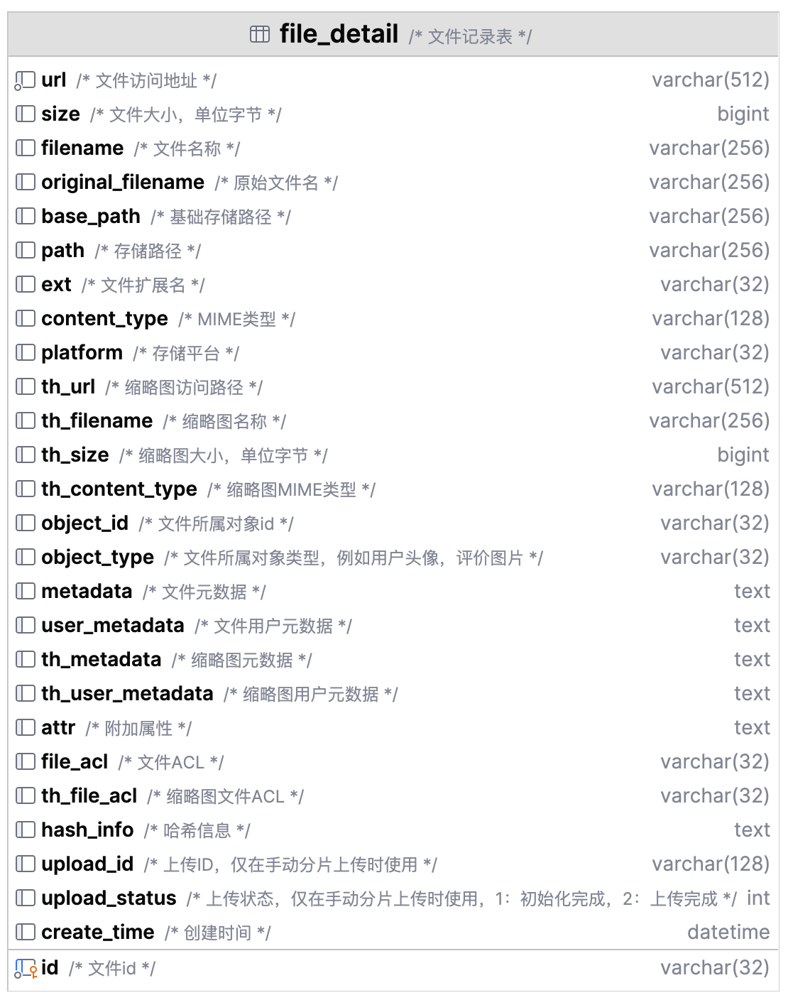 file_detail /* 文件记录表 */
url /* 文件访问地址 */ varchar(512)
size /* 文件大小，单位字节 */ bigint
filename /* 文件名称 */ varchar(256)
original_filename /* 原始文件名 */ varchar(256)
base_path /* 基础存储路径 */ varchar(256)
path /* 存储路径 */ varchar(256)
ext /* 文件扩展名 */ varchar(32)
content_type /* MIME类型 */ varchar(128)
platform /* 存储平台 */ varchar(32)
th_url /* 缩略图访问路径 */ varchar(512)
th_filename /* 缩略图名称 */ varchar(256)
th_size /* 缩略图大小，单位字节 */ bigint
th_content_type /* 缩略图MIME类型 */ varchar(128)
object_id /* 文件所属对象id */ varchar(32)
object_type /* 文件所属对象类型，例如用户头像，评价图片 */ varchar(32)
metadata /* 文件元数据 */ text
user_metadata /* 文件用户元数据 */ text
th_metadata /* 缩略图元数据 */ text
th_user_metadata /* 缩略图用户元数据 */ text
attr /* 附加属性 */ text
file_acl /* 文件ACL */ varchar(32)
th_file_acl /* 缩略图文件ACL */ varchar(32)
hash_info /* 哈希信息 */ text
upload_id /* 上传ID，仅在手动分片上传时使用 */ varchar(128)
upload_status /* 上传状态，仅在手动分片上传时使用，1：初始化完成，2：上传完成 */ int
create_time /* 创建时间 */ datetime
id /* 文件id */ varchar(32)